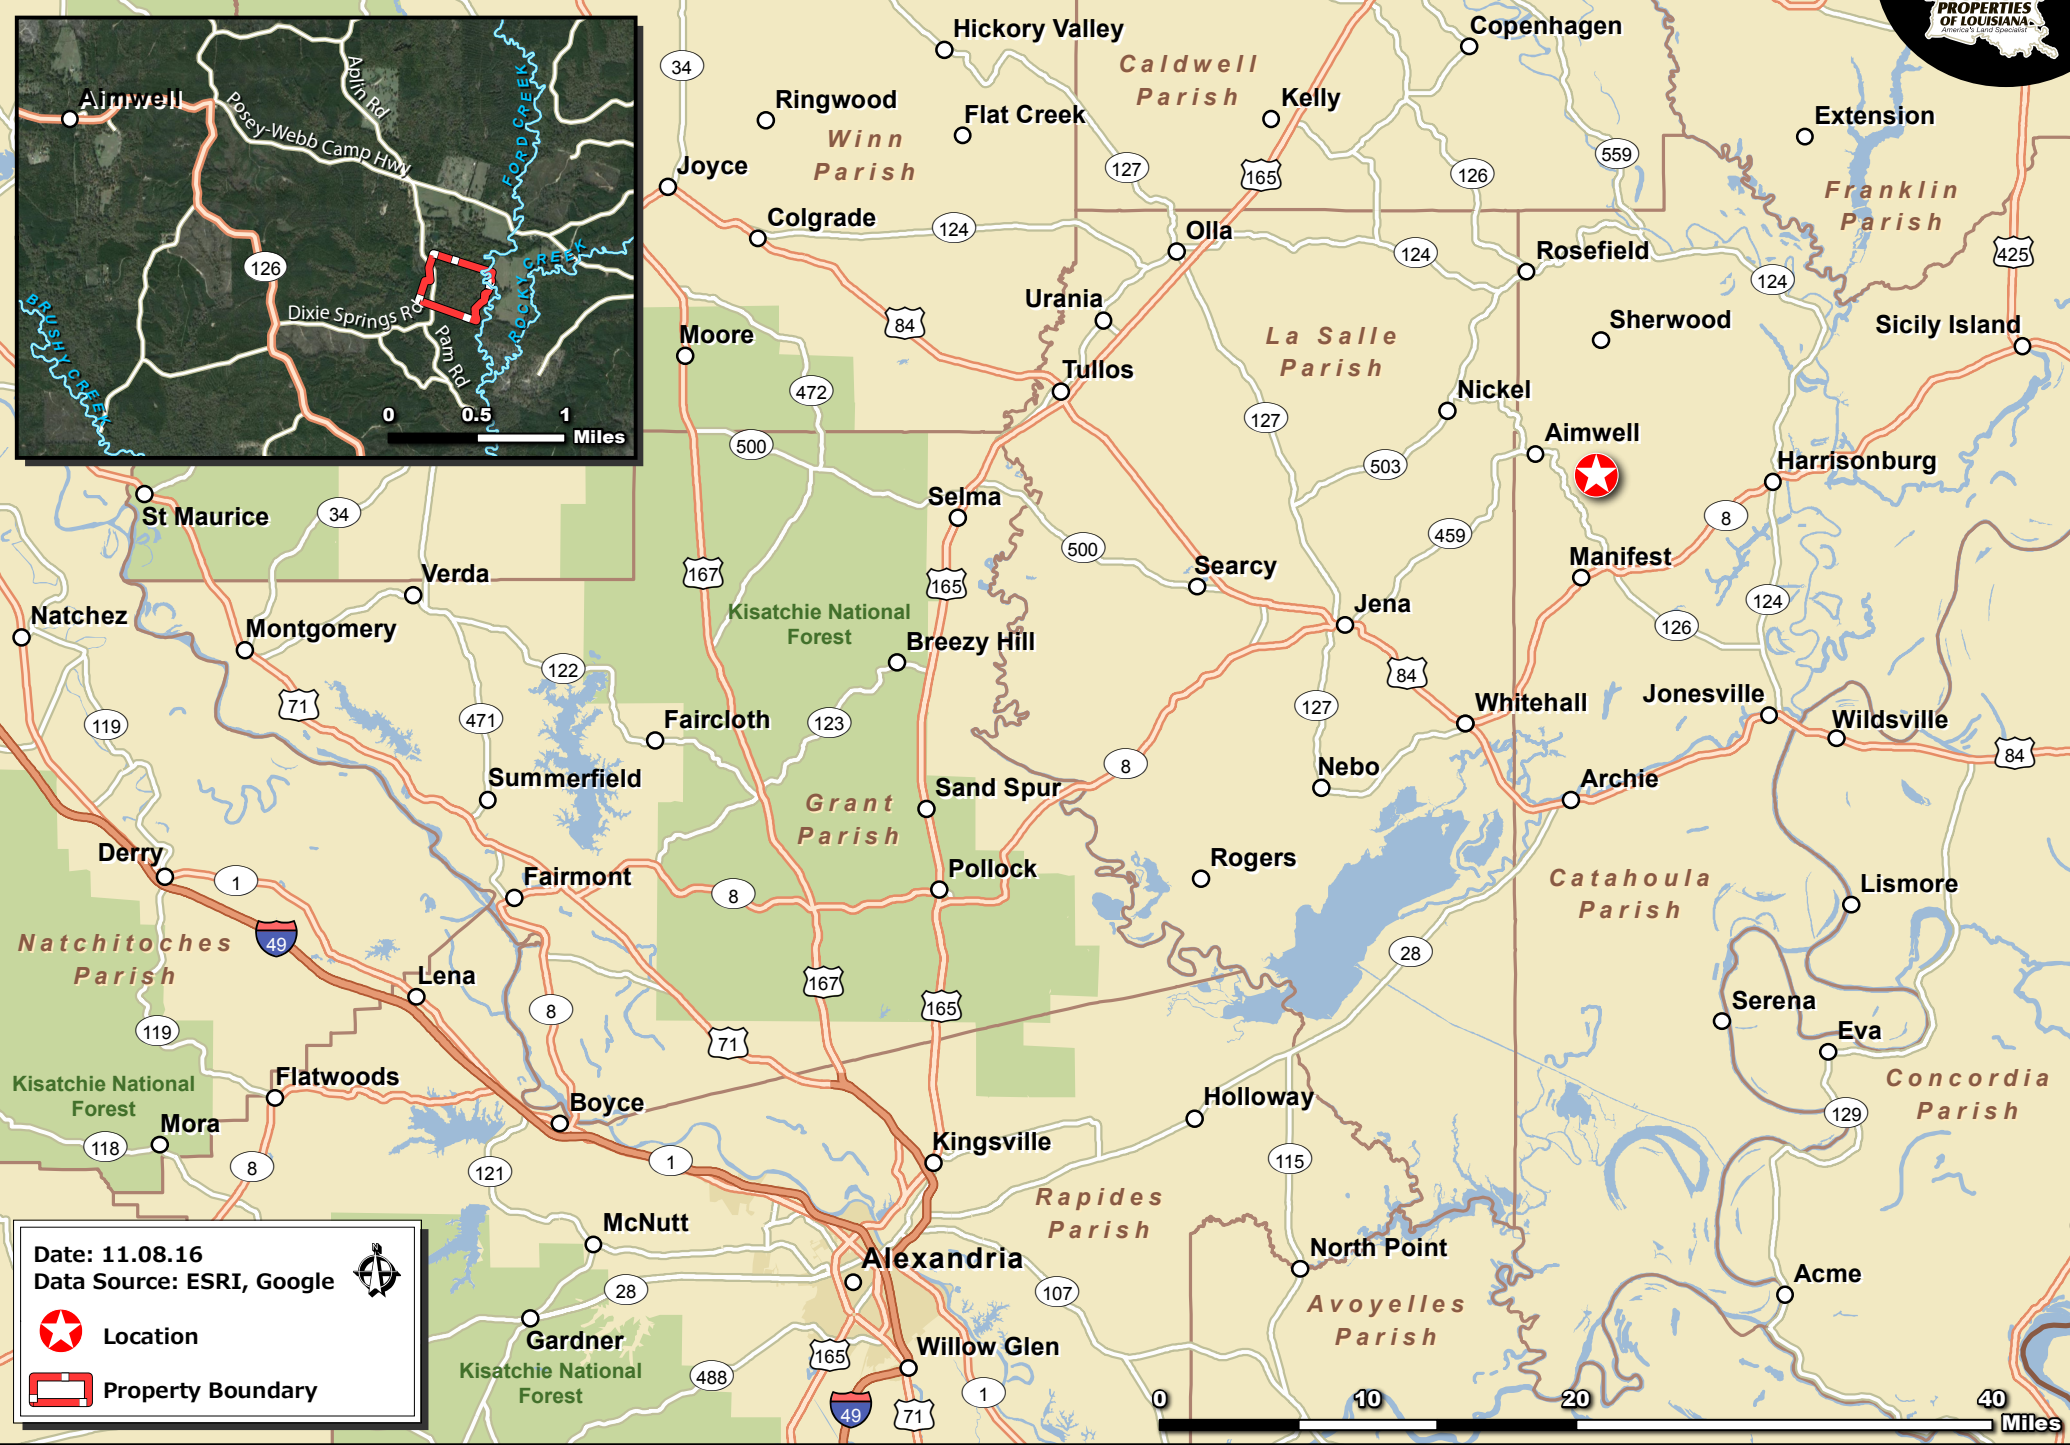 PROPERTIES
OF LOUISIANA
America's Land Specialist
Aimwell
Aplin Rd
Posey-Webb Camp Hwy
FORD CREEK
ROCKY CREEK
126
Dixie Springs Rd
Pam Rd
BRUSHY CREEK
0 0.5 1
Miles
Hickory Valley
Copenhagen
34
Caldwell
Parish
Ringwood
Flat Creek
Kelly
Extension
Winn
Parish
Joyce
127
165
126
559
Franklin
Parish
Colgrade
124
Olla
124
Rosefield
425
124
Urania
84
La Salle
Parish
Sherwood
Sicily Island
Moore
Tullos
472
Nickel
127
Aimwell
500
503
Harrisonburg
Selma
St Maurice
34
8
500
459
Manifest
Verda
167
165
Searcy
Natchez
Kisatchie National
Forest
Jena
124
Montgomery
Breezy Hill
126
122
84
71
Whitehall
Jonesville
119
471
Faircloth
123
127
Wildsville
84
8
Nebo
Summerfield
Sand Spur
Archie
Grant
Parish
Derry
1
Fairmont
8
Pollock
Rogers
Catahoula
Parish
Lismore
49
Natchitoches
Parish
28
Lena
167
165
Serena
8
119
71
Eva
Kisatchie National
Forest
Flatwoods
Concordia
Parish
Boyce
Holloway
129
Mora
118
Kingsville
8
121
1
115
Rapides
Parish
McNutt
North Point
Alexandria
28
107
Acme
Avoyelles
Parish
Gardner
Kisatchie National
Forest
165
Willow Glen
488
1
49
71
Date: 11.08.16
Data Source: ESRI, Google
Location
Property Boundary
0 10 20 40
Miles